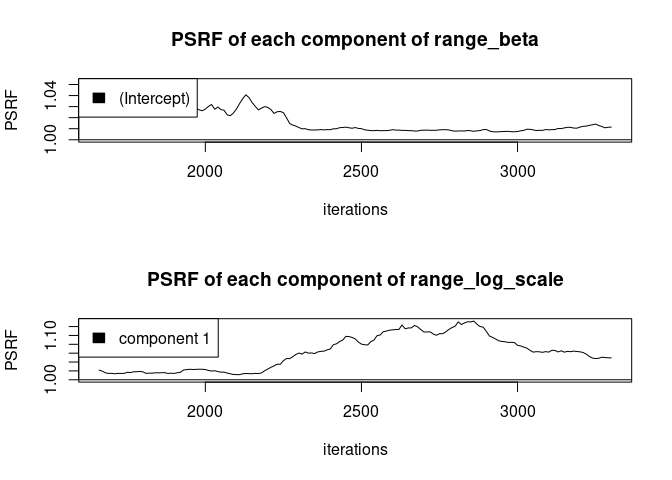 PSRF of each component of range_beta
PSRF
1.04
1.00
(Intercept)
2000 2500 3000
iterations
PSRF of each component of range_log_scale
PSRF
1.10
1.00
component 1
2000 2500 3000
iterations